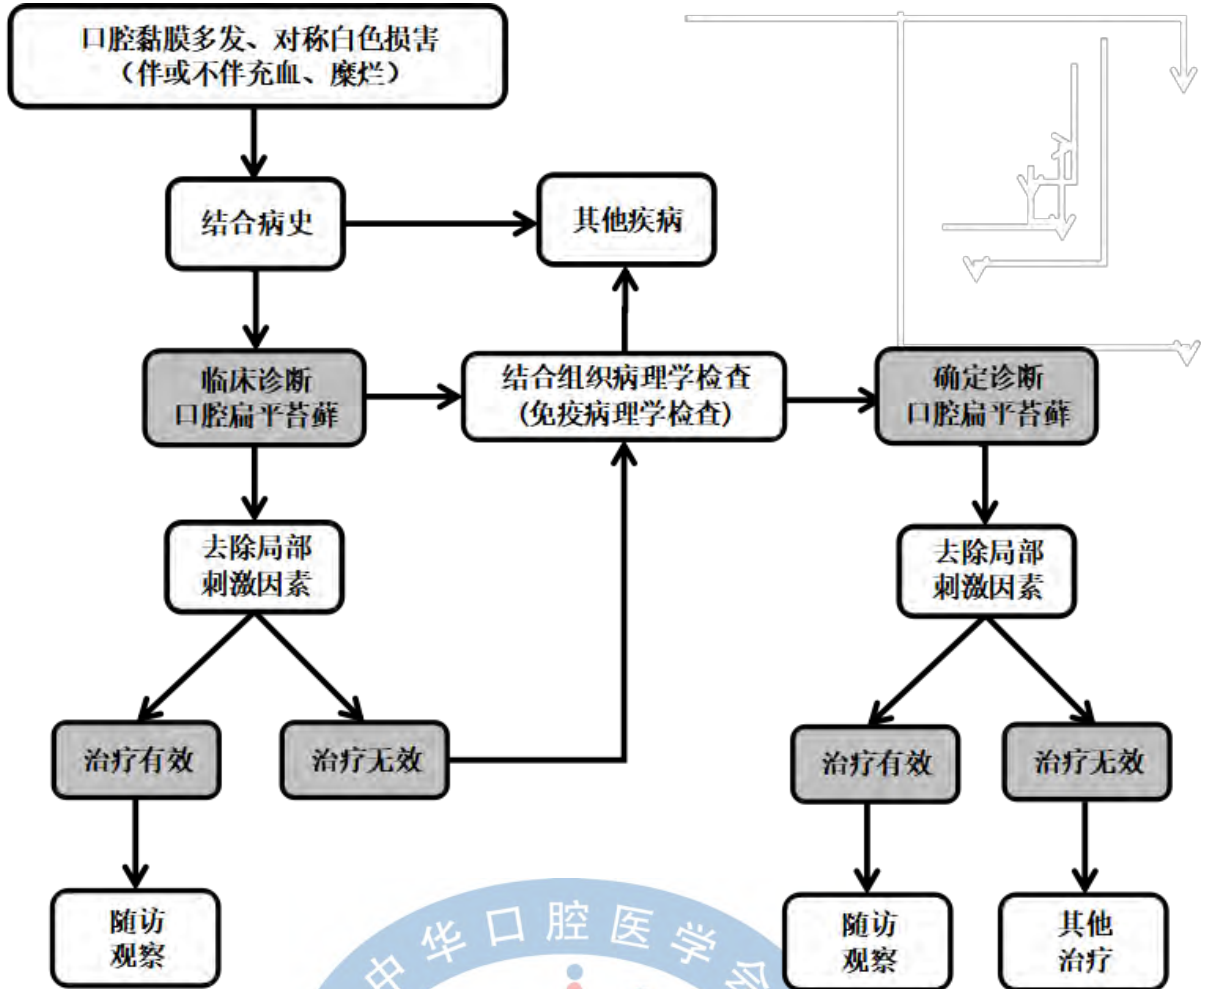 口腔黏膜多发、对称白色损害
（伴或不伴充血、糜烂）
结合病史
其他疾病
临床诊断
口腔扁平苔藓
结合组织病理学检查
(免疫病理学检查)
确定诊断
口腔扁平苔藓
去除局部
刺激因素
去除局部
刺激因素
治疗有效
治疗无效
治疗有效
治疗无效
随访
观察
随访
观察
其他
治疗
中华口腔医学会